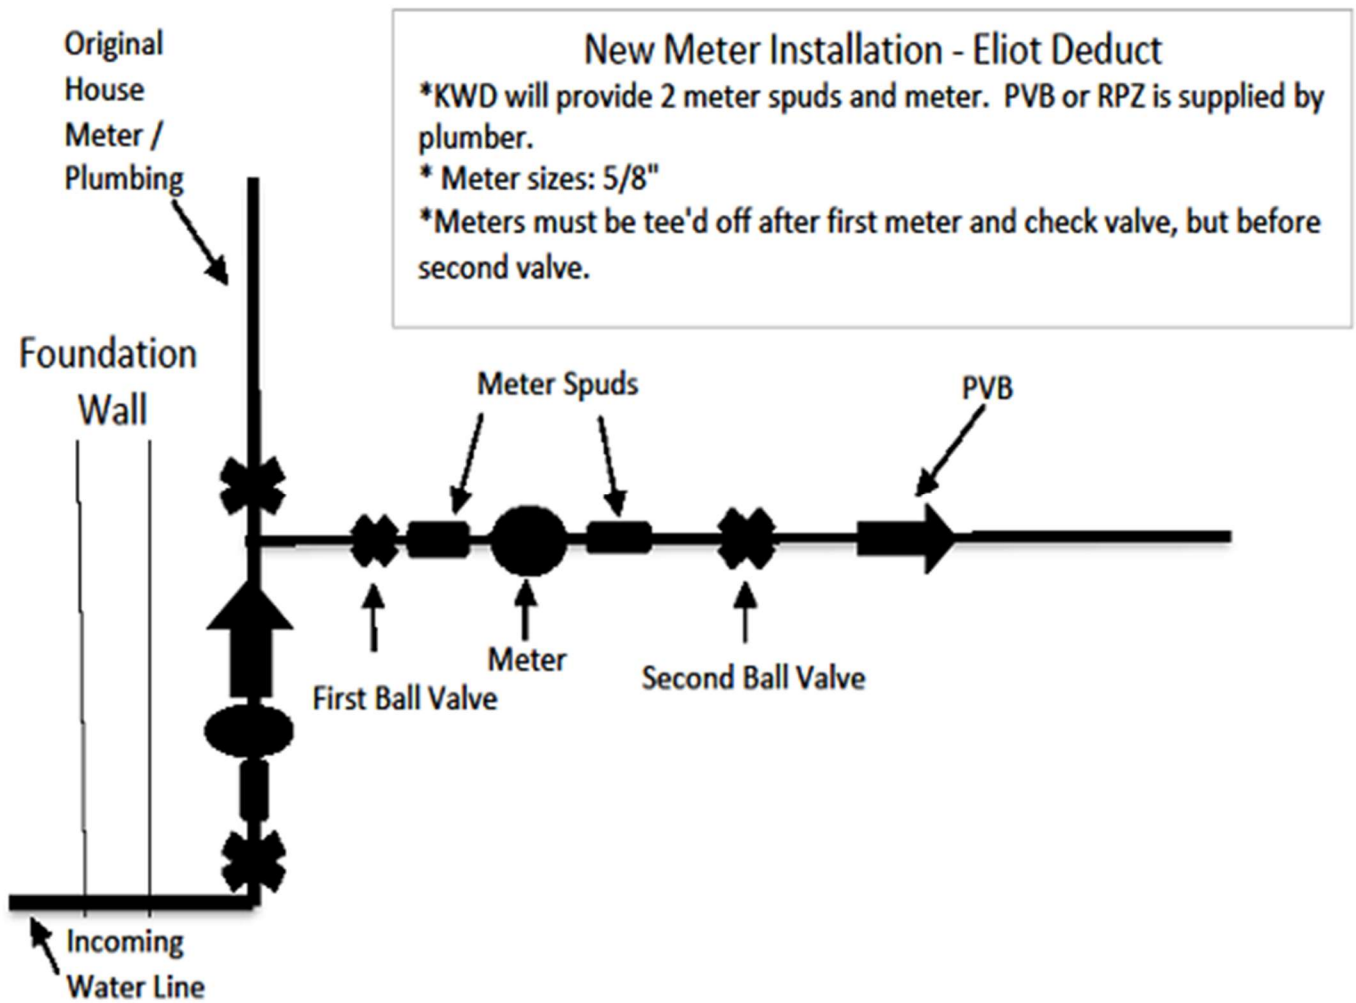 Original
House
Meter /
Plumbing
New Meter Installation - Eliot Deduct
*KWD will provide 2 meter spuds and meter.  PVB or RPZ is supplied by
plumber.
* Meter sizes: 5/8"
*Meters must be tee'd off after first meter and check valve, but before
second valve.
Foundation
Wall
Meter Spuds
PVB
Meter
First Ball Valve
Second Ball Valve
Incoming
Water Line